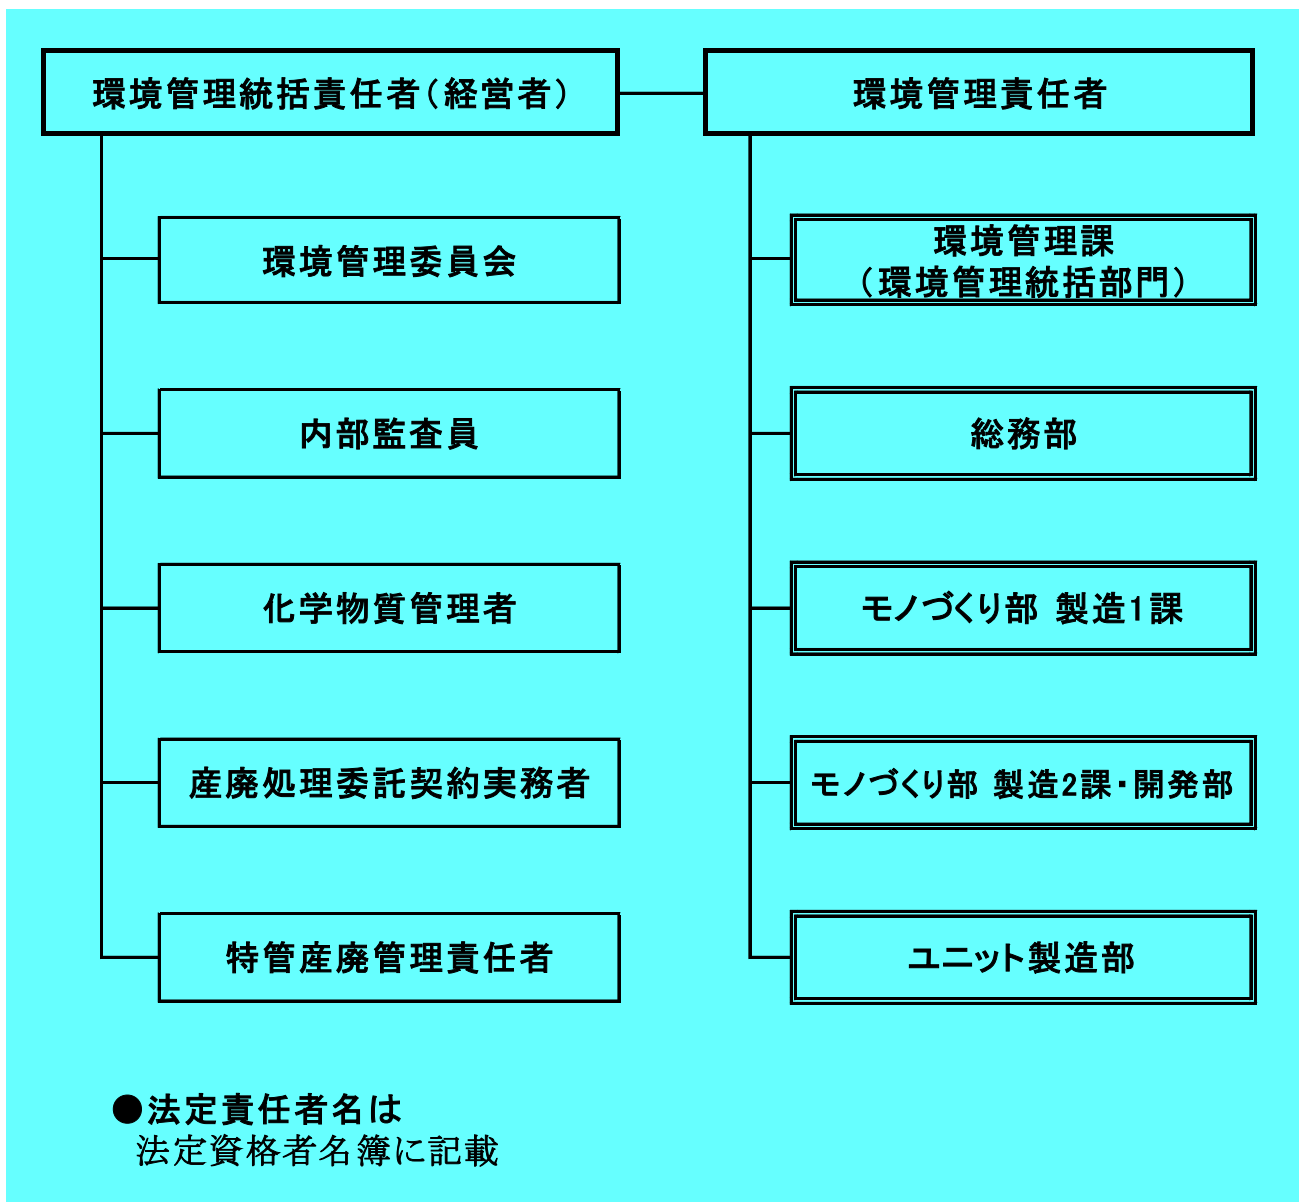 環境管理統括責任者（経営者）
環境管理責任者
環境管理委員会
内部監査員
化学物質管理者
産廃処理委託契約実務者
特管産廃管理責任者
環境管理課
（環境管理統括部門）
総務部
モノづくり部 製造1課
モノづくり部 製造2課・開発部
ユニット製造部
●法定責任者名は
法定資格者名簿に記載